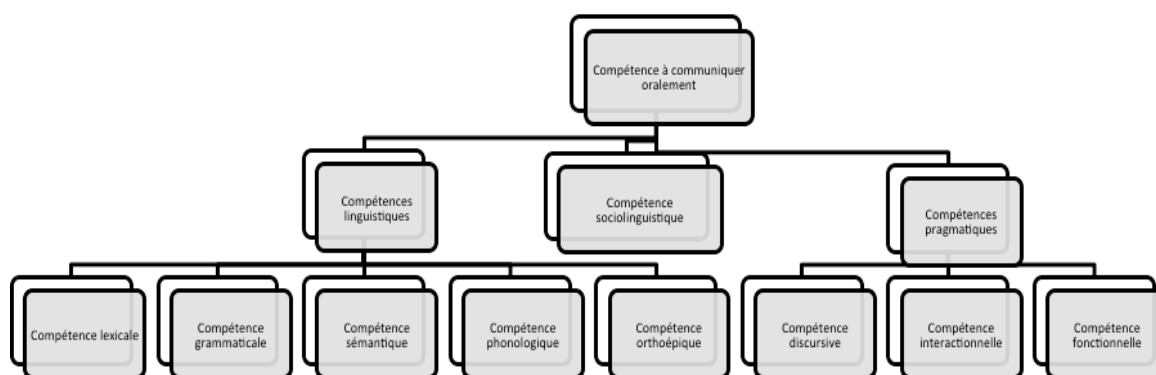 Compétence à communiquer
oralement
Compétences
linguistiques
Compétence
sociolinguistique
Compétences
pragmatiques
Compétence lexicale
Compétence
grammaticale
Compétence
sémantique
Compétence
phonologique
Compétence
orthoépique
Compétence
discursive
Compétence
interactionnelle
Compétence
fonctionnelle